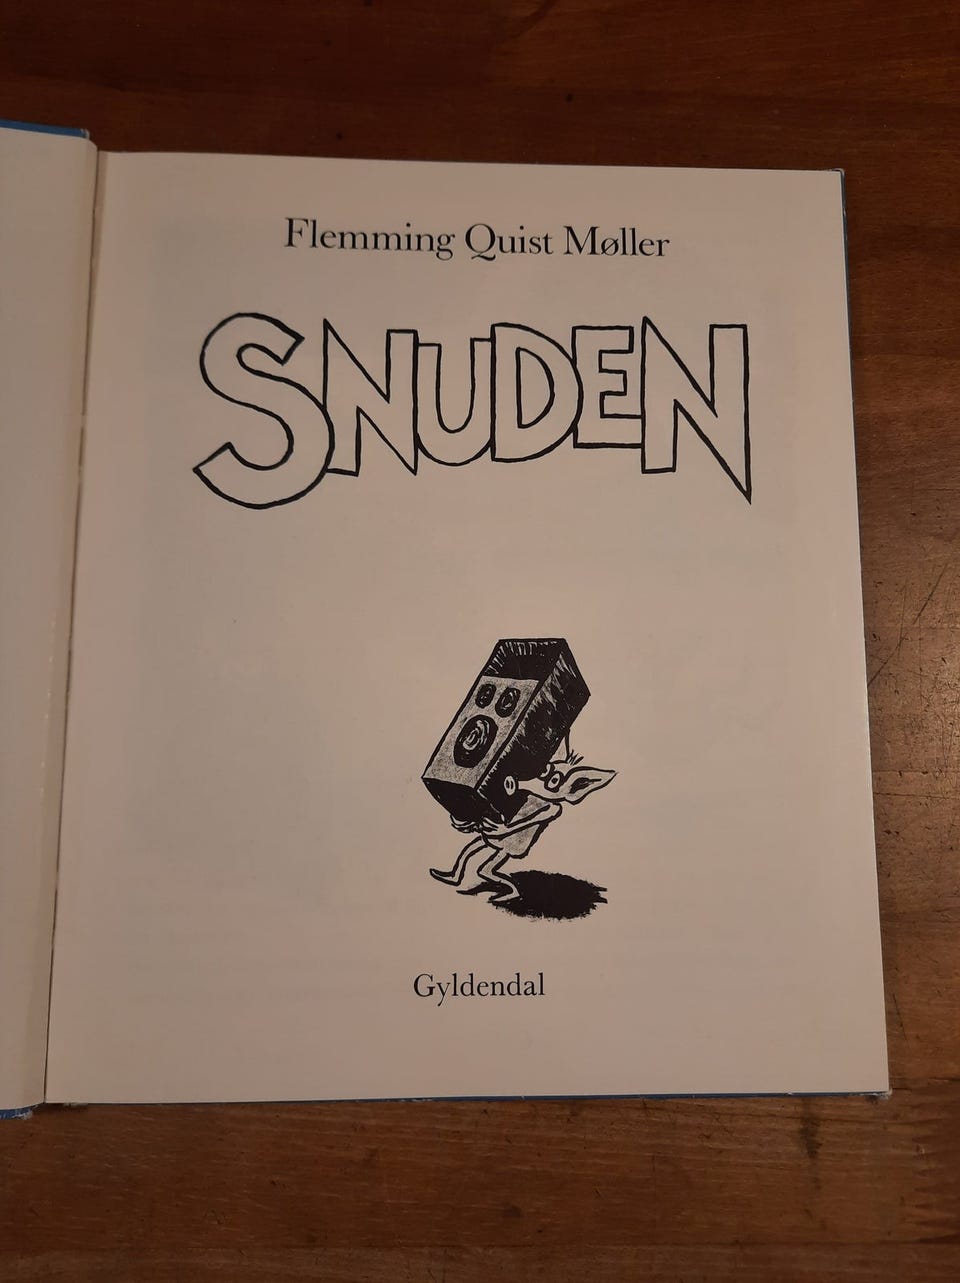 Flemming Quist Møller
SNUDEN
Gyldendal